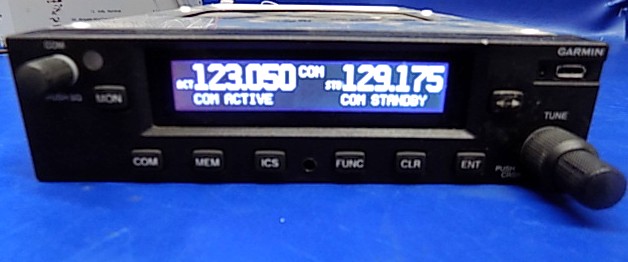 COM
GARMIN
ACT 123.050 COM STB 129.175
COM ACTIVE COM STANDBY
PUSH SQ
MON
TUNE
COM MEM ICS FUNC CLR ENT
PUSH